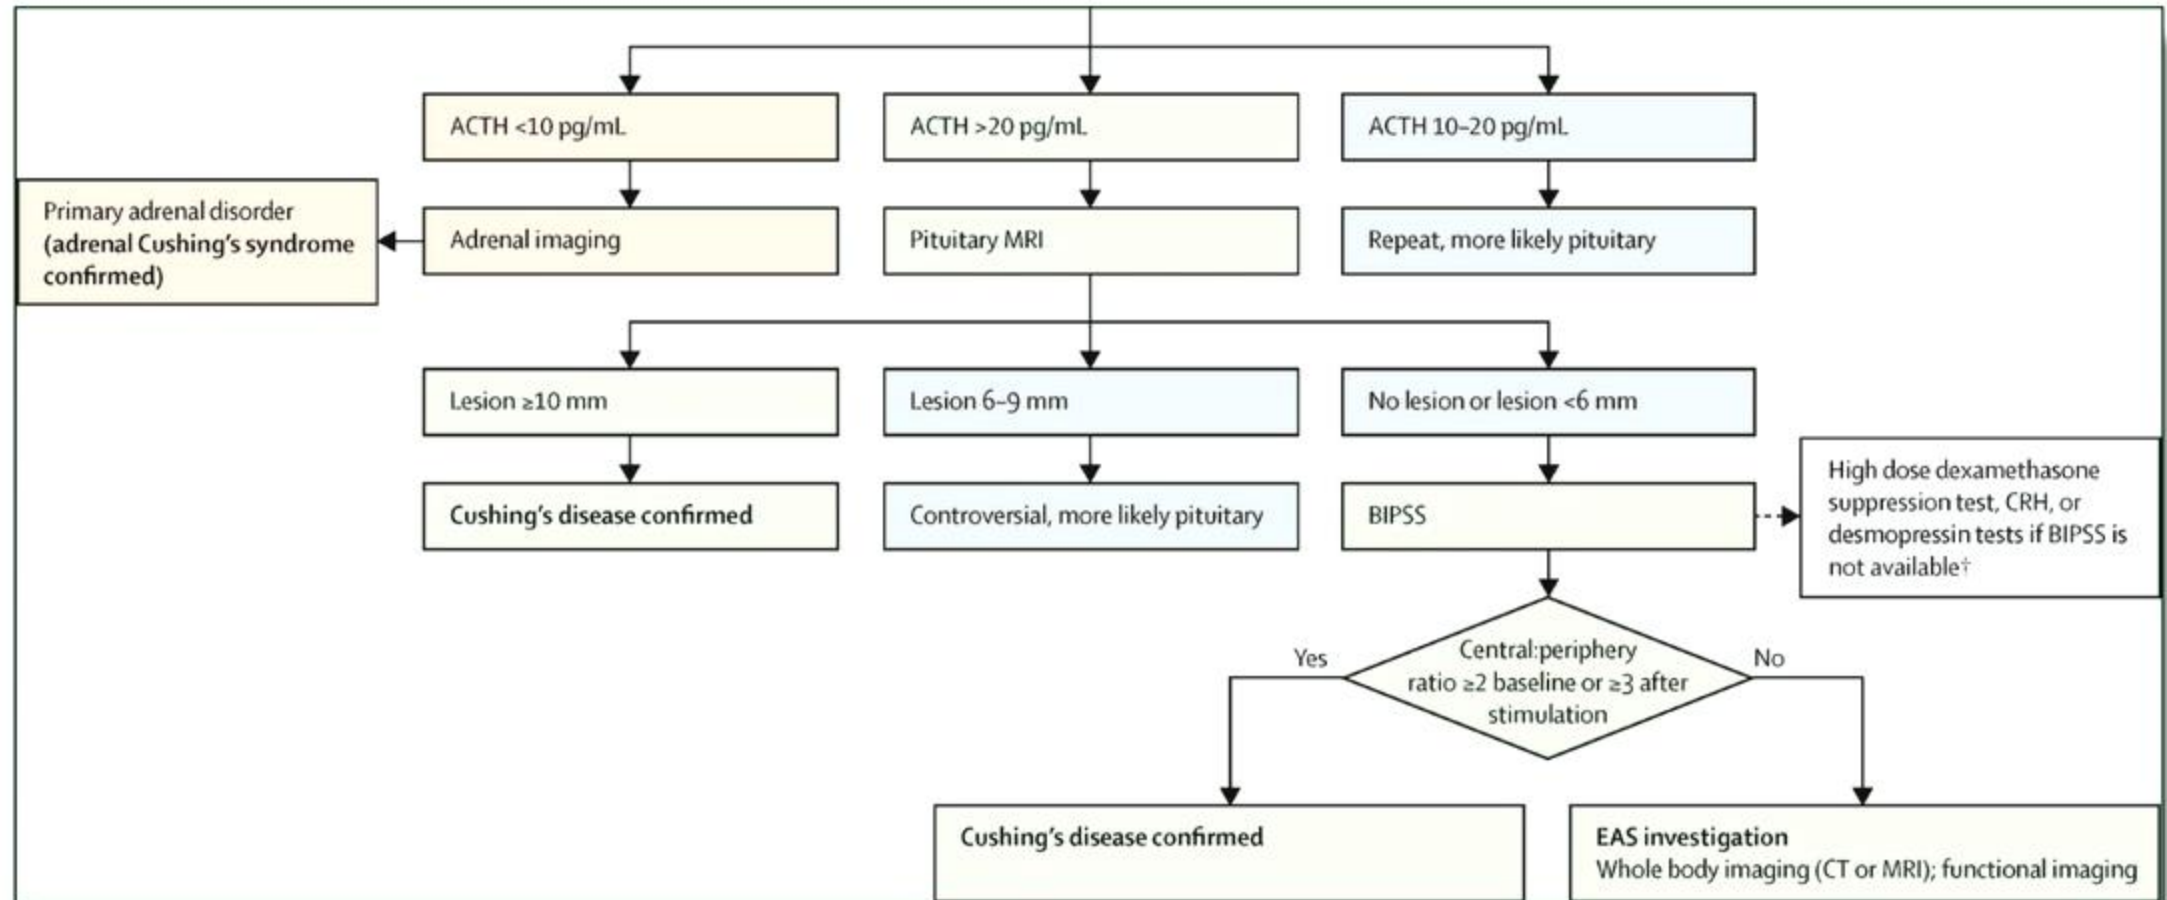 ACTH <10 pg/mL
ACTH >20 pg/mL
ACTH 10–20 pg/mL
Primary adrenal disorder
(adrenal Cushing's syndrome
confirmed)
Adrenal imaging
Pituitary MRI
Repeat, more likely pituitary
Lesion ≥10 mm
Lesion 6–9 mm
No lesion or lesion <6 mm
Cushing's disease confirmed
Controversial, more likely pituitary
BIPSS
High dose dexamethasone
suppression test, CRH, or
desmopressin tests if BIPSS is
not available†
Central:periphery
ratio ≥2 baseline or ≥3 after
stimulation
Yes
No
Cushing's disease confirmed
EAS investigation
Whole body imaging (CT or MRI); functional imaging